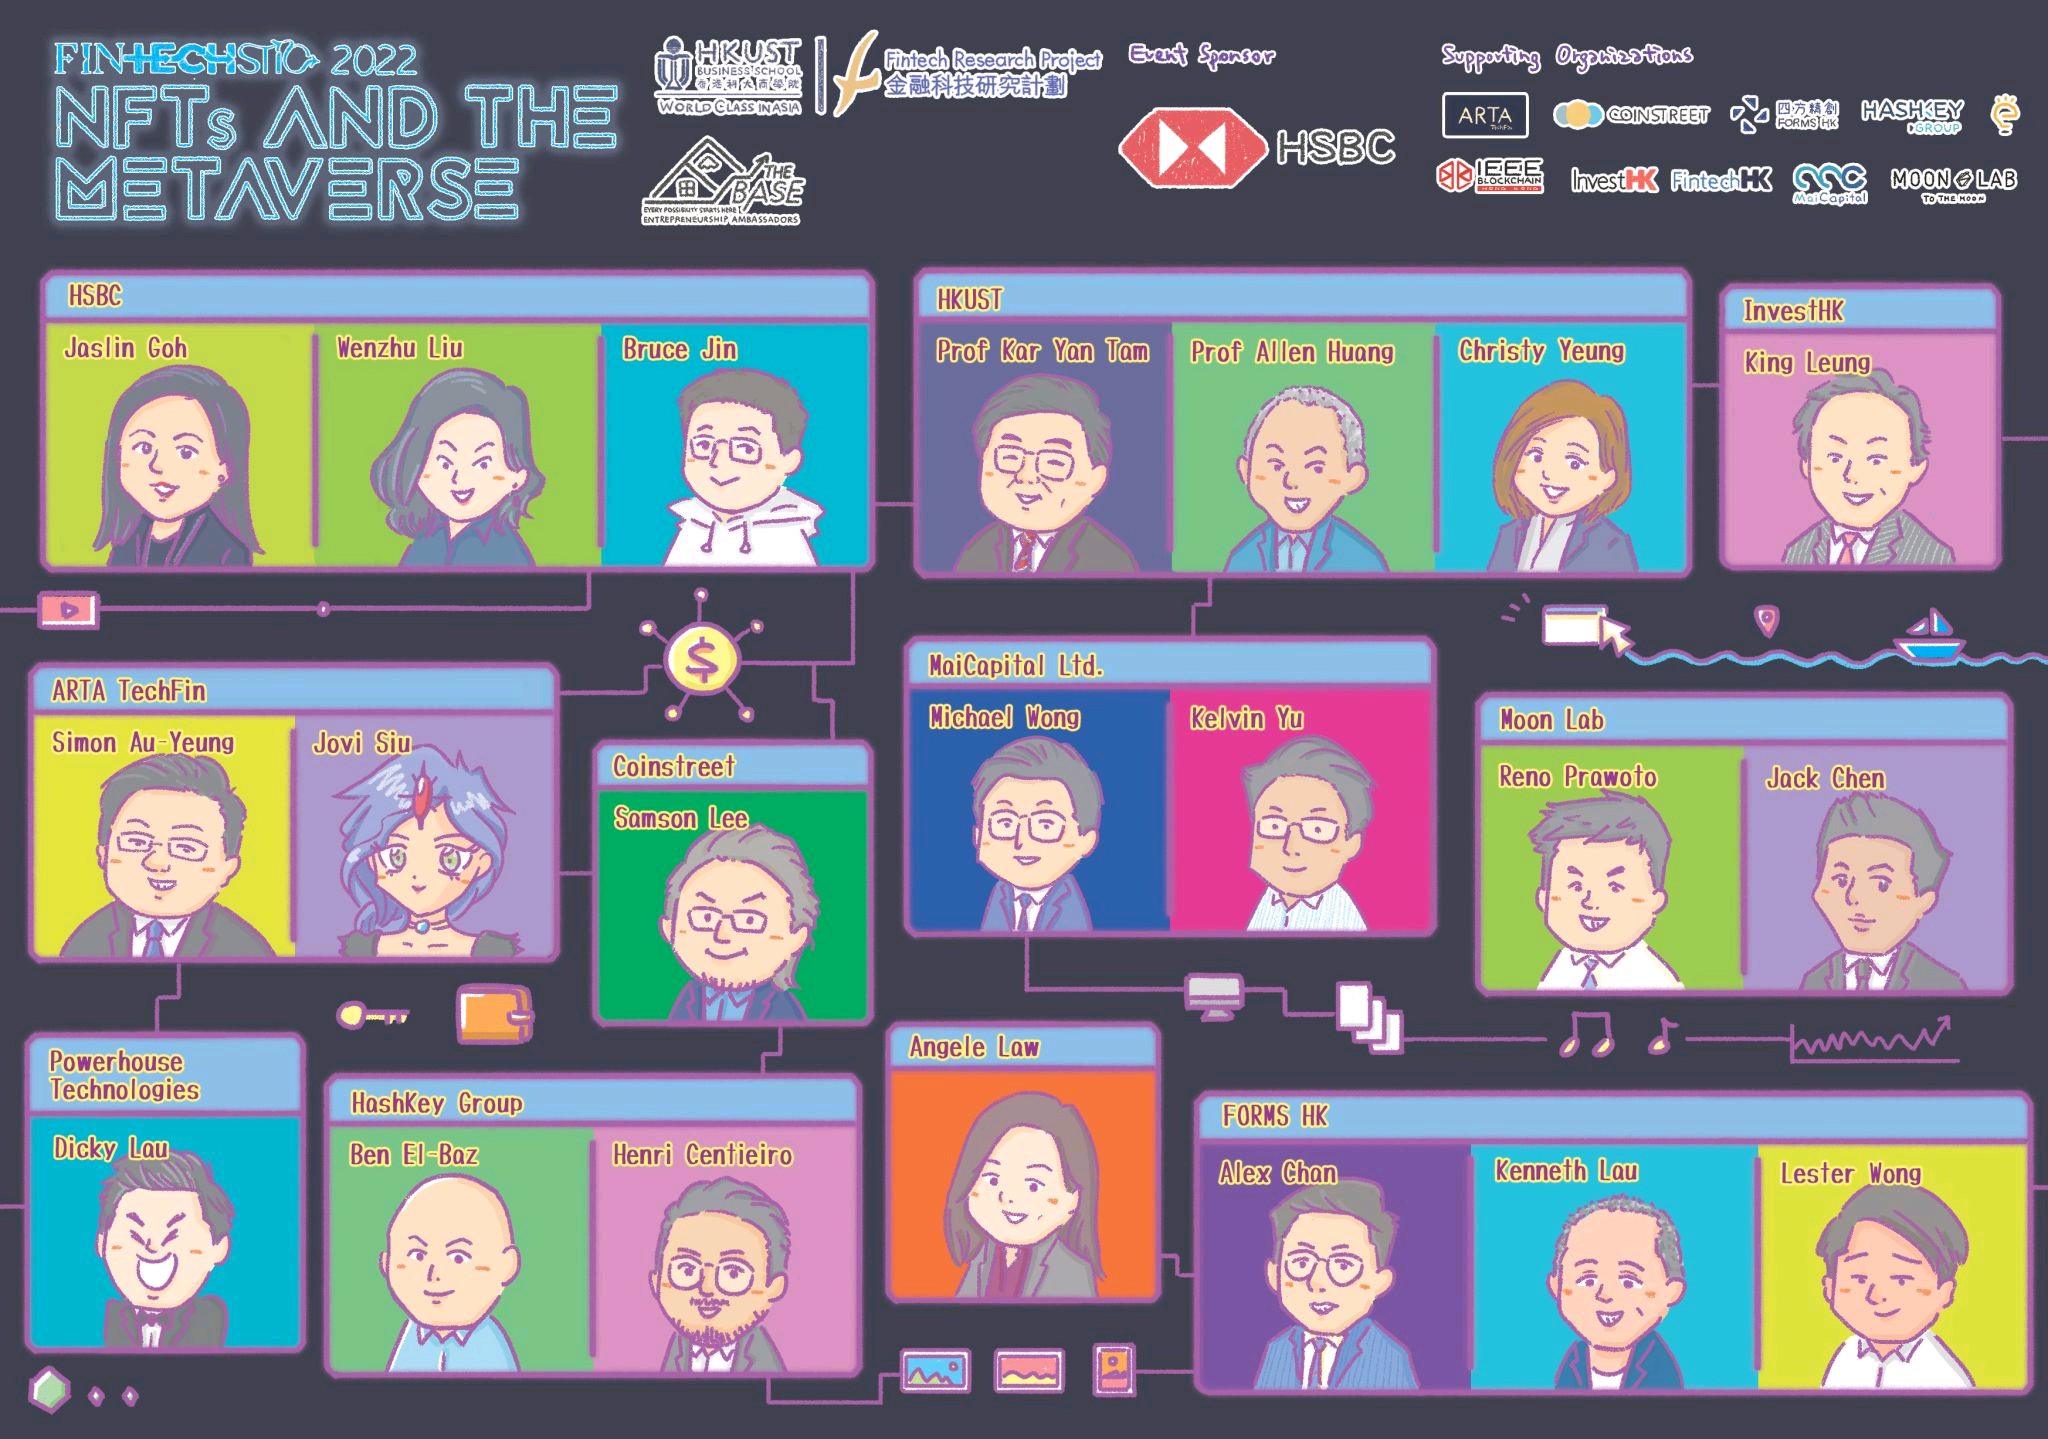 FINTECHSTIC 2022
NFTs AND THE
METAVERSE
HKUST
BUSINESS SCHOOL
香港科大商學院
WORLD CLASS IN ASIA
Fintech Research Project
金融科技研究計劃
THE
BASE
EVERY POSSIBILITY STARTS HERE
ENTREPRENEURSHIP AMBASSADORS
Event Sponsor
HSBC
Supporting Organizations
ARTA
TechFin
COINSTREET
四方精創
FORMS HK
HASHKEY
GROUP
IEEE
BLOCKCHAIN
HONG KONG
InvestHK
FintechHK
MaiCapital
MOON LAB
TO THE MOON
HSBC
Jaslin Goh
Wenzhu Liu
Bruce Jin
HKUST
Prof Kar Yan Tam
Prof Allen Huang
Christy Yeung
InvestHK
King Leung
ARTA TechFin
Simon Au-Yeung
Jovi Siu
Coinstreet
Samson Lee
MaiCapital Ltd.
Michael Wong
Kelvin Yu
Moon Lab
Reno Prawoto
Jack Chen
Powerhouse
Technologies
Dicky Lau
HashKey Group
Ben El-Baz
Henri Centieiro
Angele Law
FORMS HK
Alex Chan
Kenneth Lau
Lester Wong